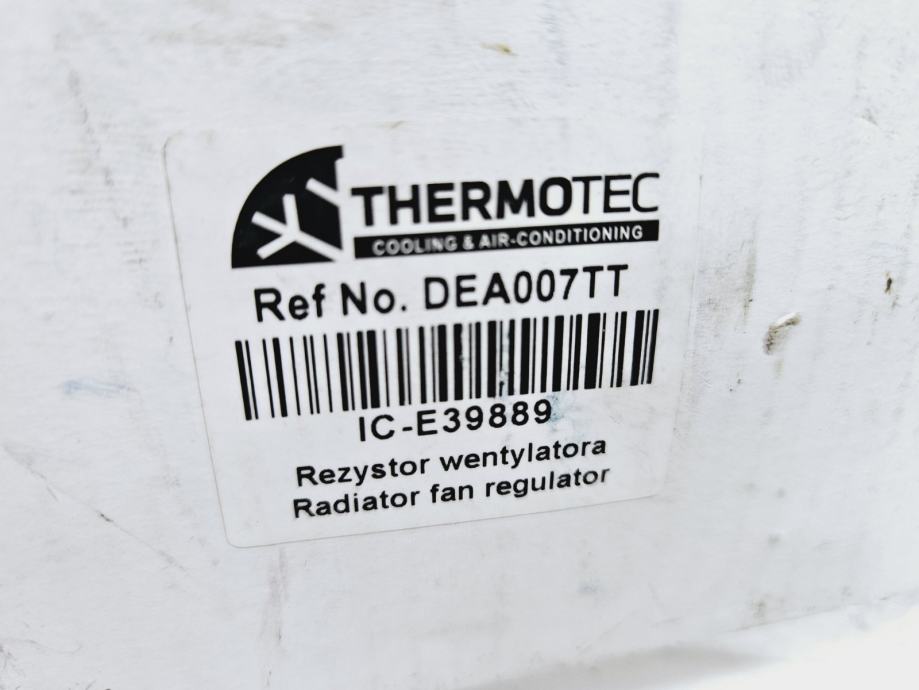 THERMOTEC
COOLING & AIR-CONDITIONING
Ref No. DEA007TT
IC-E39889
Rezystor wentylatora
Radiator fan regulator